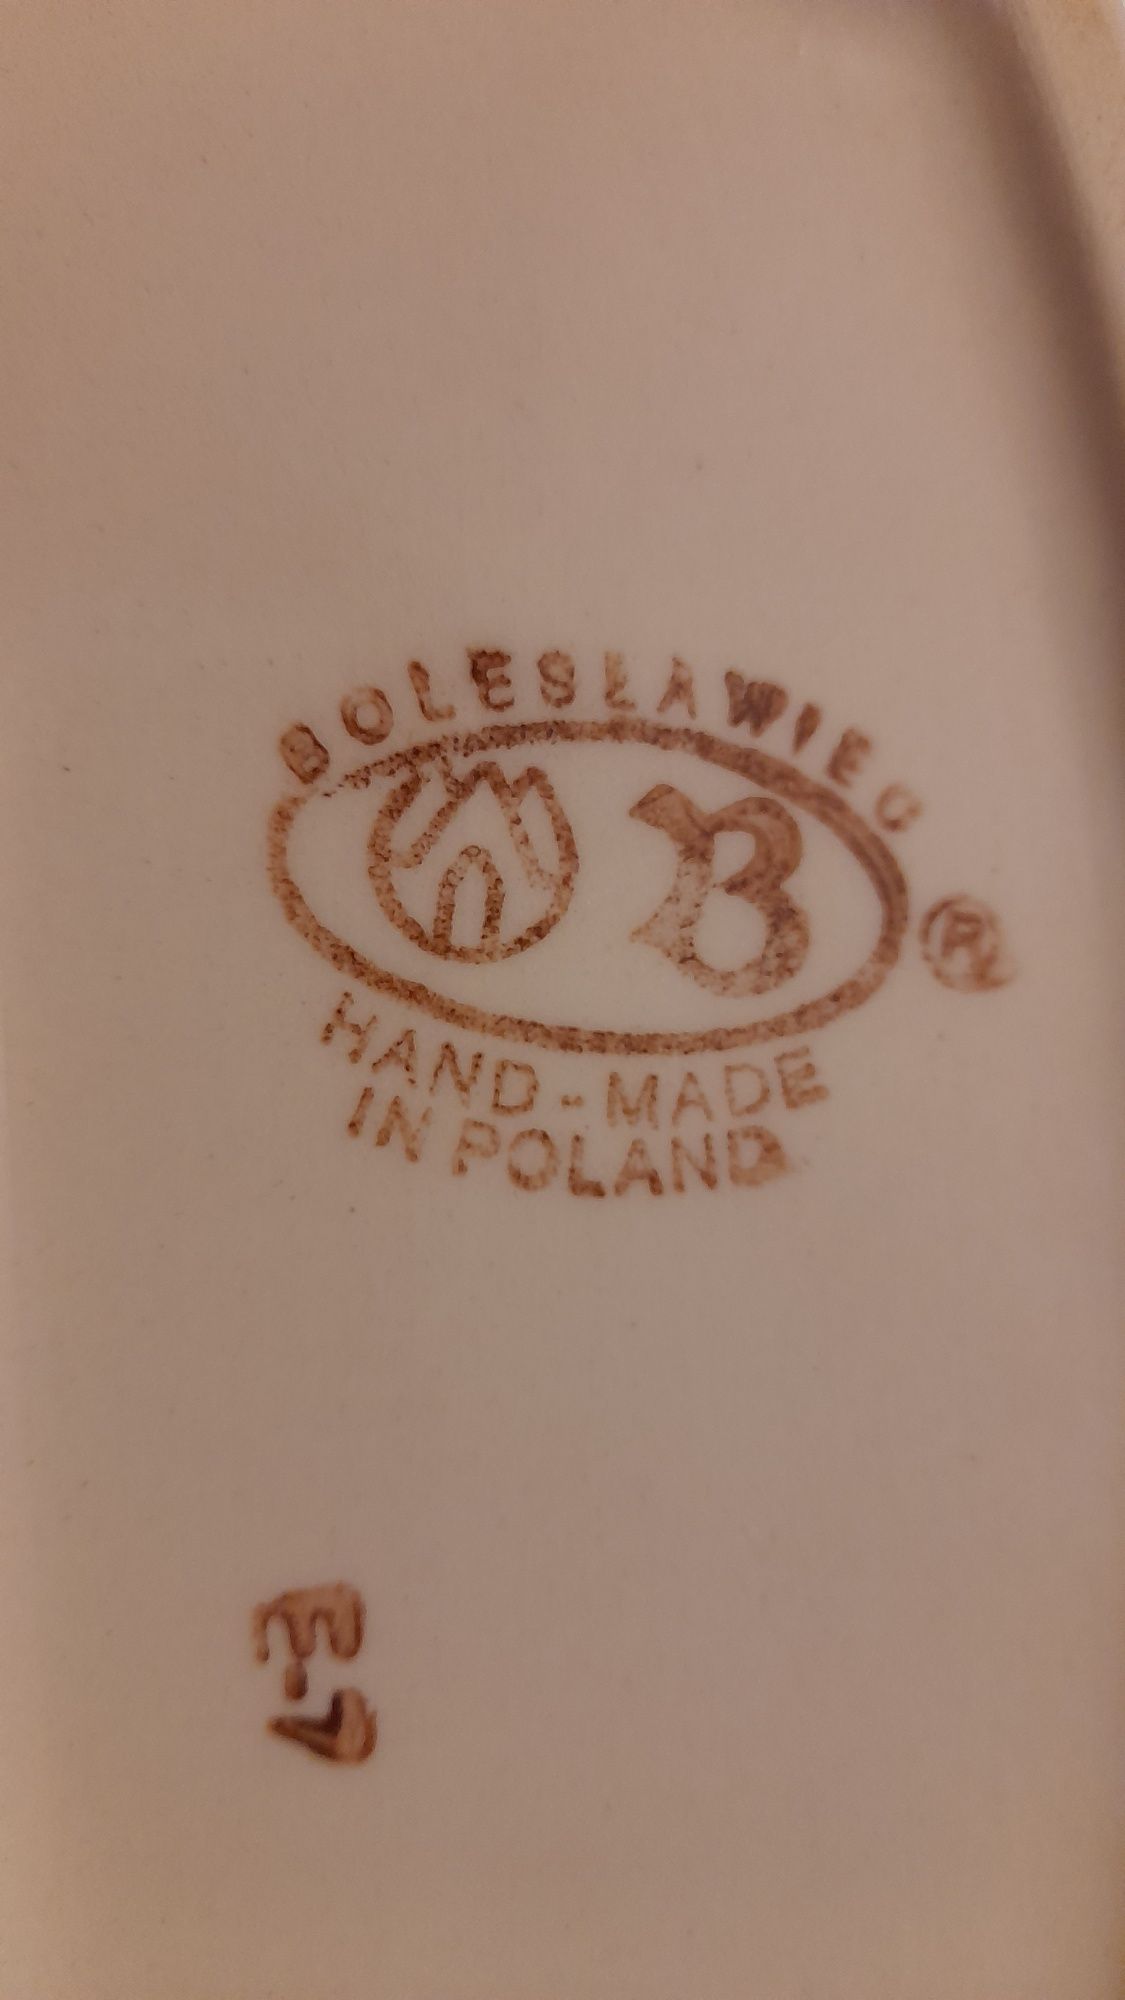 BOLESŁAWIEC
B
®
HAND-MADE
IN POLAND